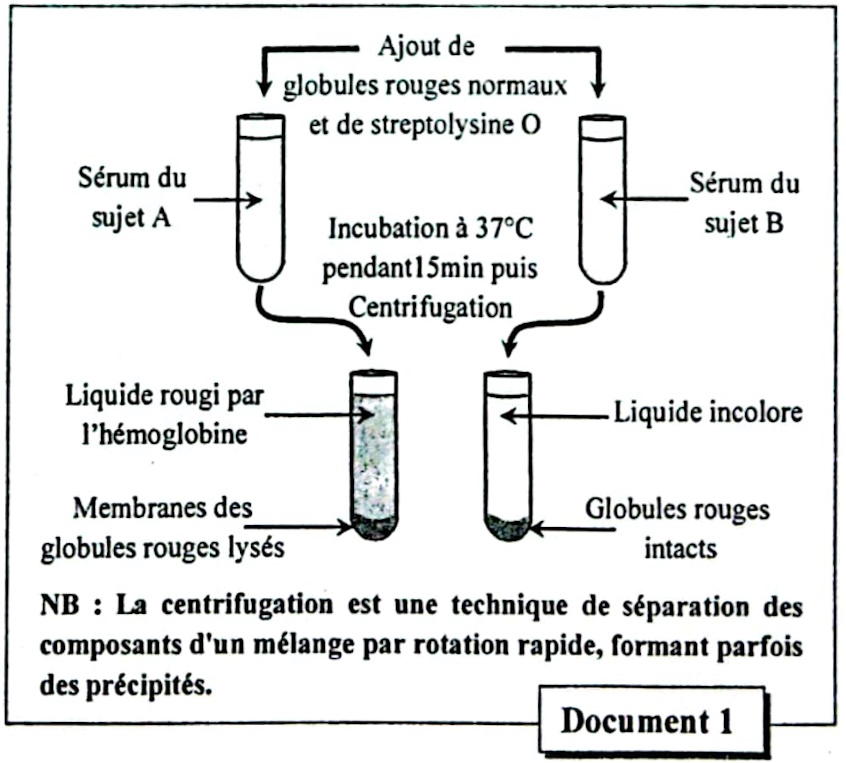 Ajout de
globules rouges normaux
et de streptolysine O
Sérum du
sujet A
Sérum du
sujet B
Incubation à 37°C
pendant15min puis
Centrifugation
Liquide rougi par
l'hémoglobine
Liquide incolore
Membranes des
globules rouges lysés
Globules rouges
intacts
NB : La centrifugation est une technique de séparation des
composants d'un mélange par rotation rapide, formant parfois
des précipités.
Document 1